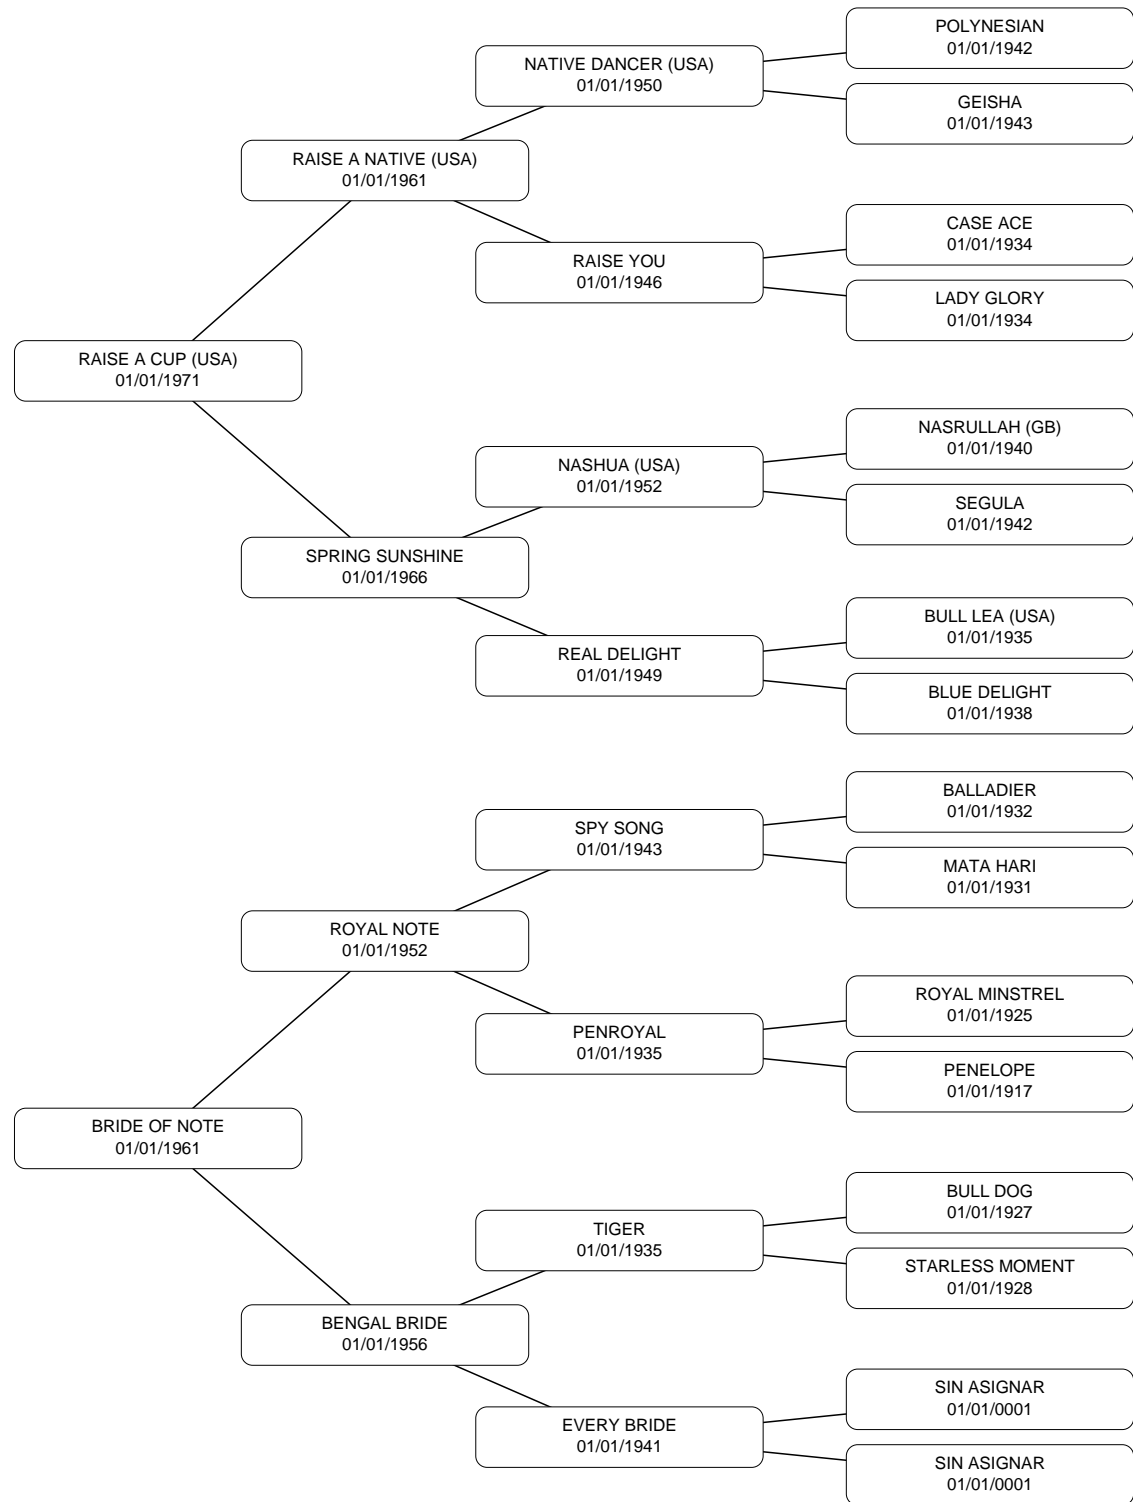 POLYNESIAN
01/01/1942
NATIVE DANCER (USA)
01/01/1950
GEISHA
01/01/1943
RAISE A NATIVE (USA)
01/01/1961
CASE ACE
01/01/1934
RAISE YOU
01/01/1946
LADY GLORY
01/01/1934
RAISE A CUP (USA)
01/01/1971
NASRULLAH (GB)
01/01/1940
NASHUA (USA)
01/01/1952
SEGULA
01/01/1942
SPRING SUNSHINE
01/01/1966
BULL LEA (USA)
01/01/1935
REAL DELIGHT
01/01/1949
BLUE DELIGHT
01/01/1938
BALLADIER
01/01/1932
SPY SONG
01/01/1943
MATA HARI
01/01/1931
ROYAL NOTE
01/01/1952
ROYAL MINSTREL
01/01/1925
PENROYAL
01/01/1935
PENELOPE
01/01/1917
BRIDE OF NOTE
01/01/1961
BULL DOG
01/01/1927
TIGER
01/01/1935
STARLESS MOMENT
01/01/1928
BENGAL BRIDE
01/01/1956
SIN ASIGNAR
01/01/0001
EVERY BRIDE
01/01/1941
SIN ASIGNAR
01/01/0001